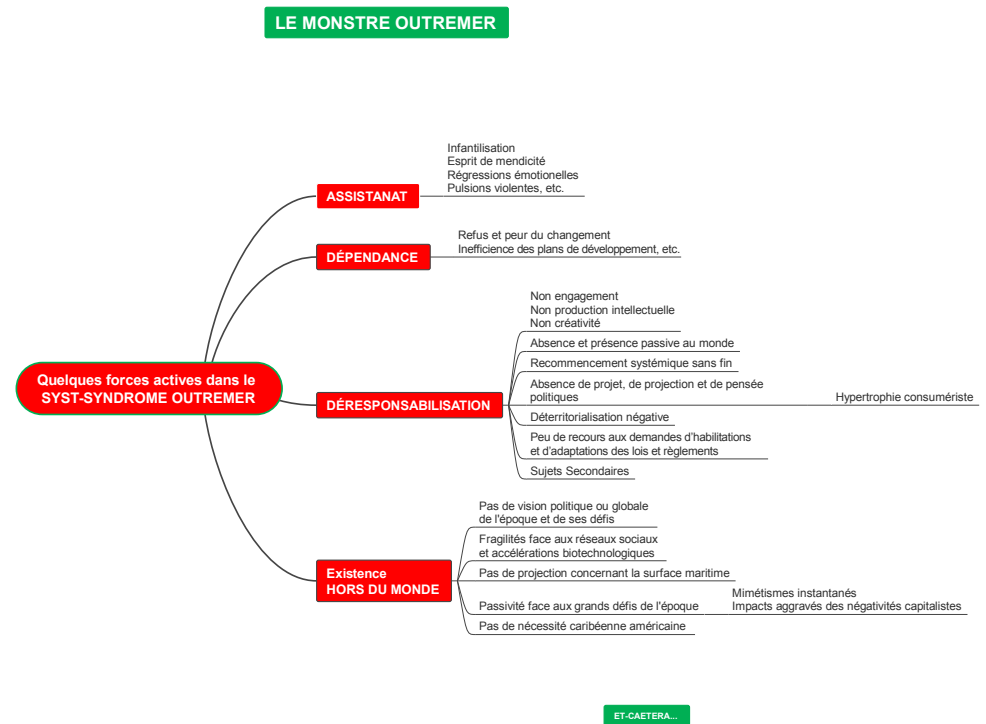 LE MONSTRE OUTREMER
Infantilisation
Esprit de mendicité
Régressions émotionelles
Pulsions violentes, etc.
ASSISTANAT
Refus et peur du changement
Inefficience des plans de développement, etc.
DÉPENDANCE
Quelques forces actives dans le
SYST-SYNDROME OUTREMER
Non engagement
Non production intellectuelle
Non créativité
Absence et présence passive au monde
Recommencement systémique sans fin
Absence de projet, de projection et de pensée
politiques
Hypertrophie consumériste
DÉRESPONSABILISATION
Déterritorialisation négative
Peu de recours aux demandes d'habilitations
et d'adaptations des lois et règlements
Sujets Secondaires
Pas de vision politique ou globale
de l'époque et de ses défis
Fragilités face aux réseaux sociaux
et accélérations biotechnologiques
Existence
HORS DU MONDE
Pas de projection concernant la surface maritime
Passivité face aux grands défis de l'époque
Mimétismes instantanés
Impacts aggravés des négativités capitalistes
Pas de nécessité caribéenne américaine
ET-CAETERA...